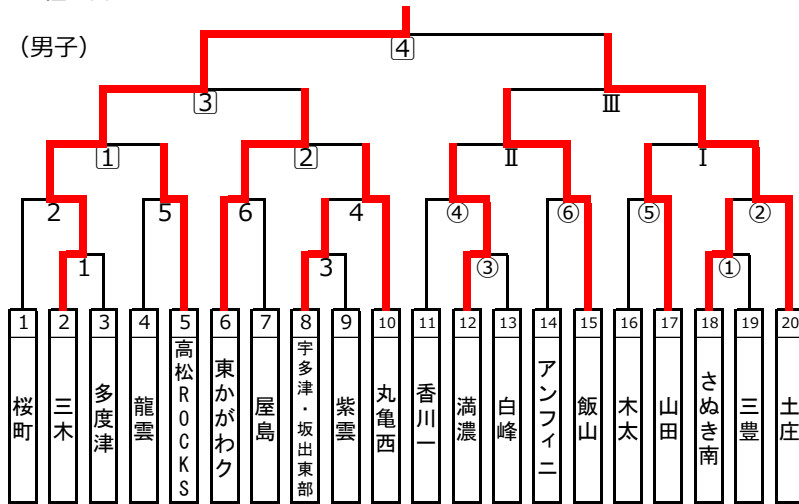 （男子）
4
3
Ⅲ
1
2
Ⅱ
Ⅰ
2
5
6
4
④
⑥
⑤
②
1
3
③
①
1 2 3 4 5 6 7 8 9 10 11 12 13 14 15 16 17 18 19 20
桜町
三木
多度津
龍雲
高松ROCKS
東かがわク
屋島
宇多津・坂出東部
紫雲
丸亀西
香川一
満濃
白峰
アンフィニ
飯山
木太
山田
さぬき南
三豊
土庄